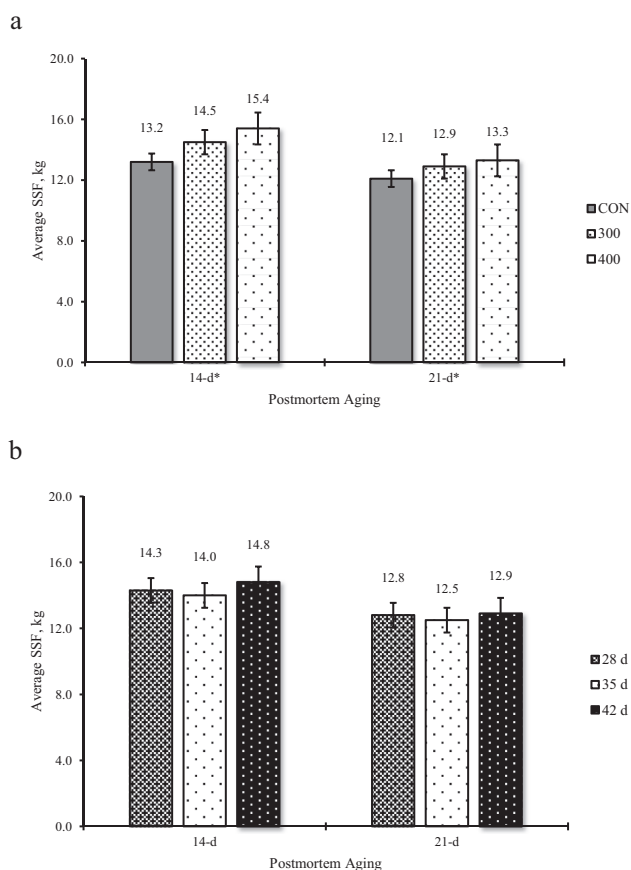 a
20.0
16.0
12.0
8.0
4.0
0.0
Average SSF, kg
13.2
14.5
15.4
12.1
12.9
13.3
CON
300
400
14-d*
21-d*
Postmortem Aging
b
20.0
16.0
12.0
8.0
4.0
0.0
Average SSF, kg
14.3
14.0
14.8
12.8
12.5
12.9
28 d
35 d
42 d
14-d
21-d
Postmortem Aging